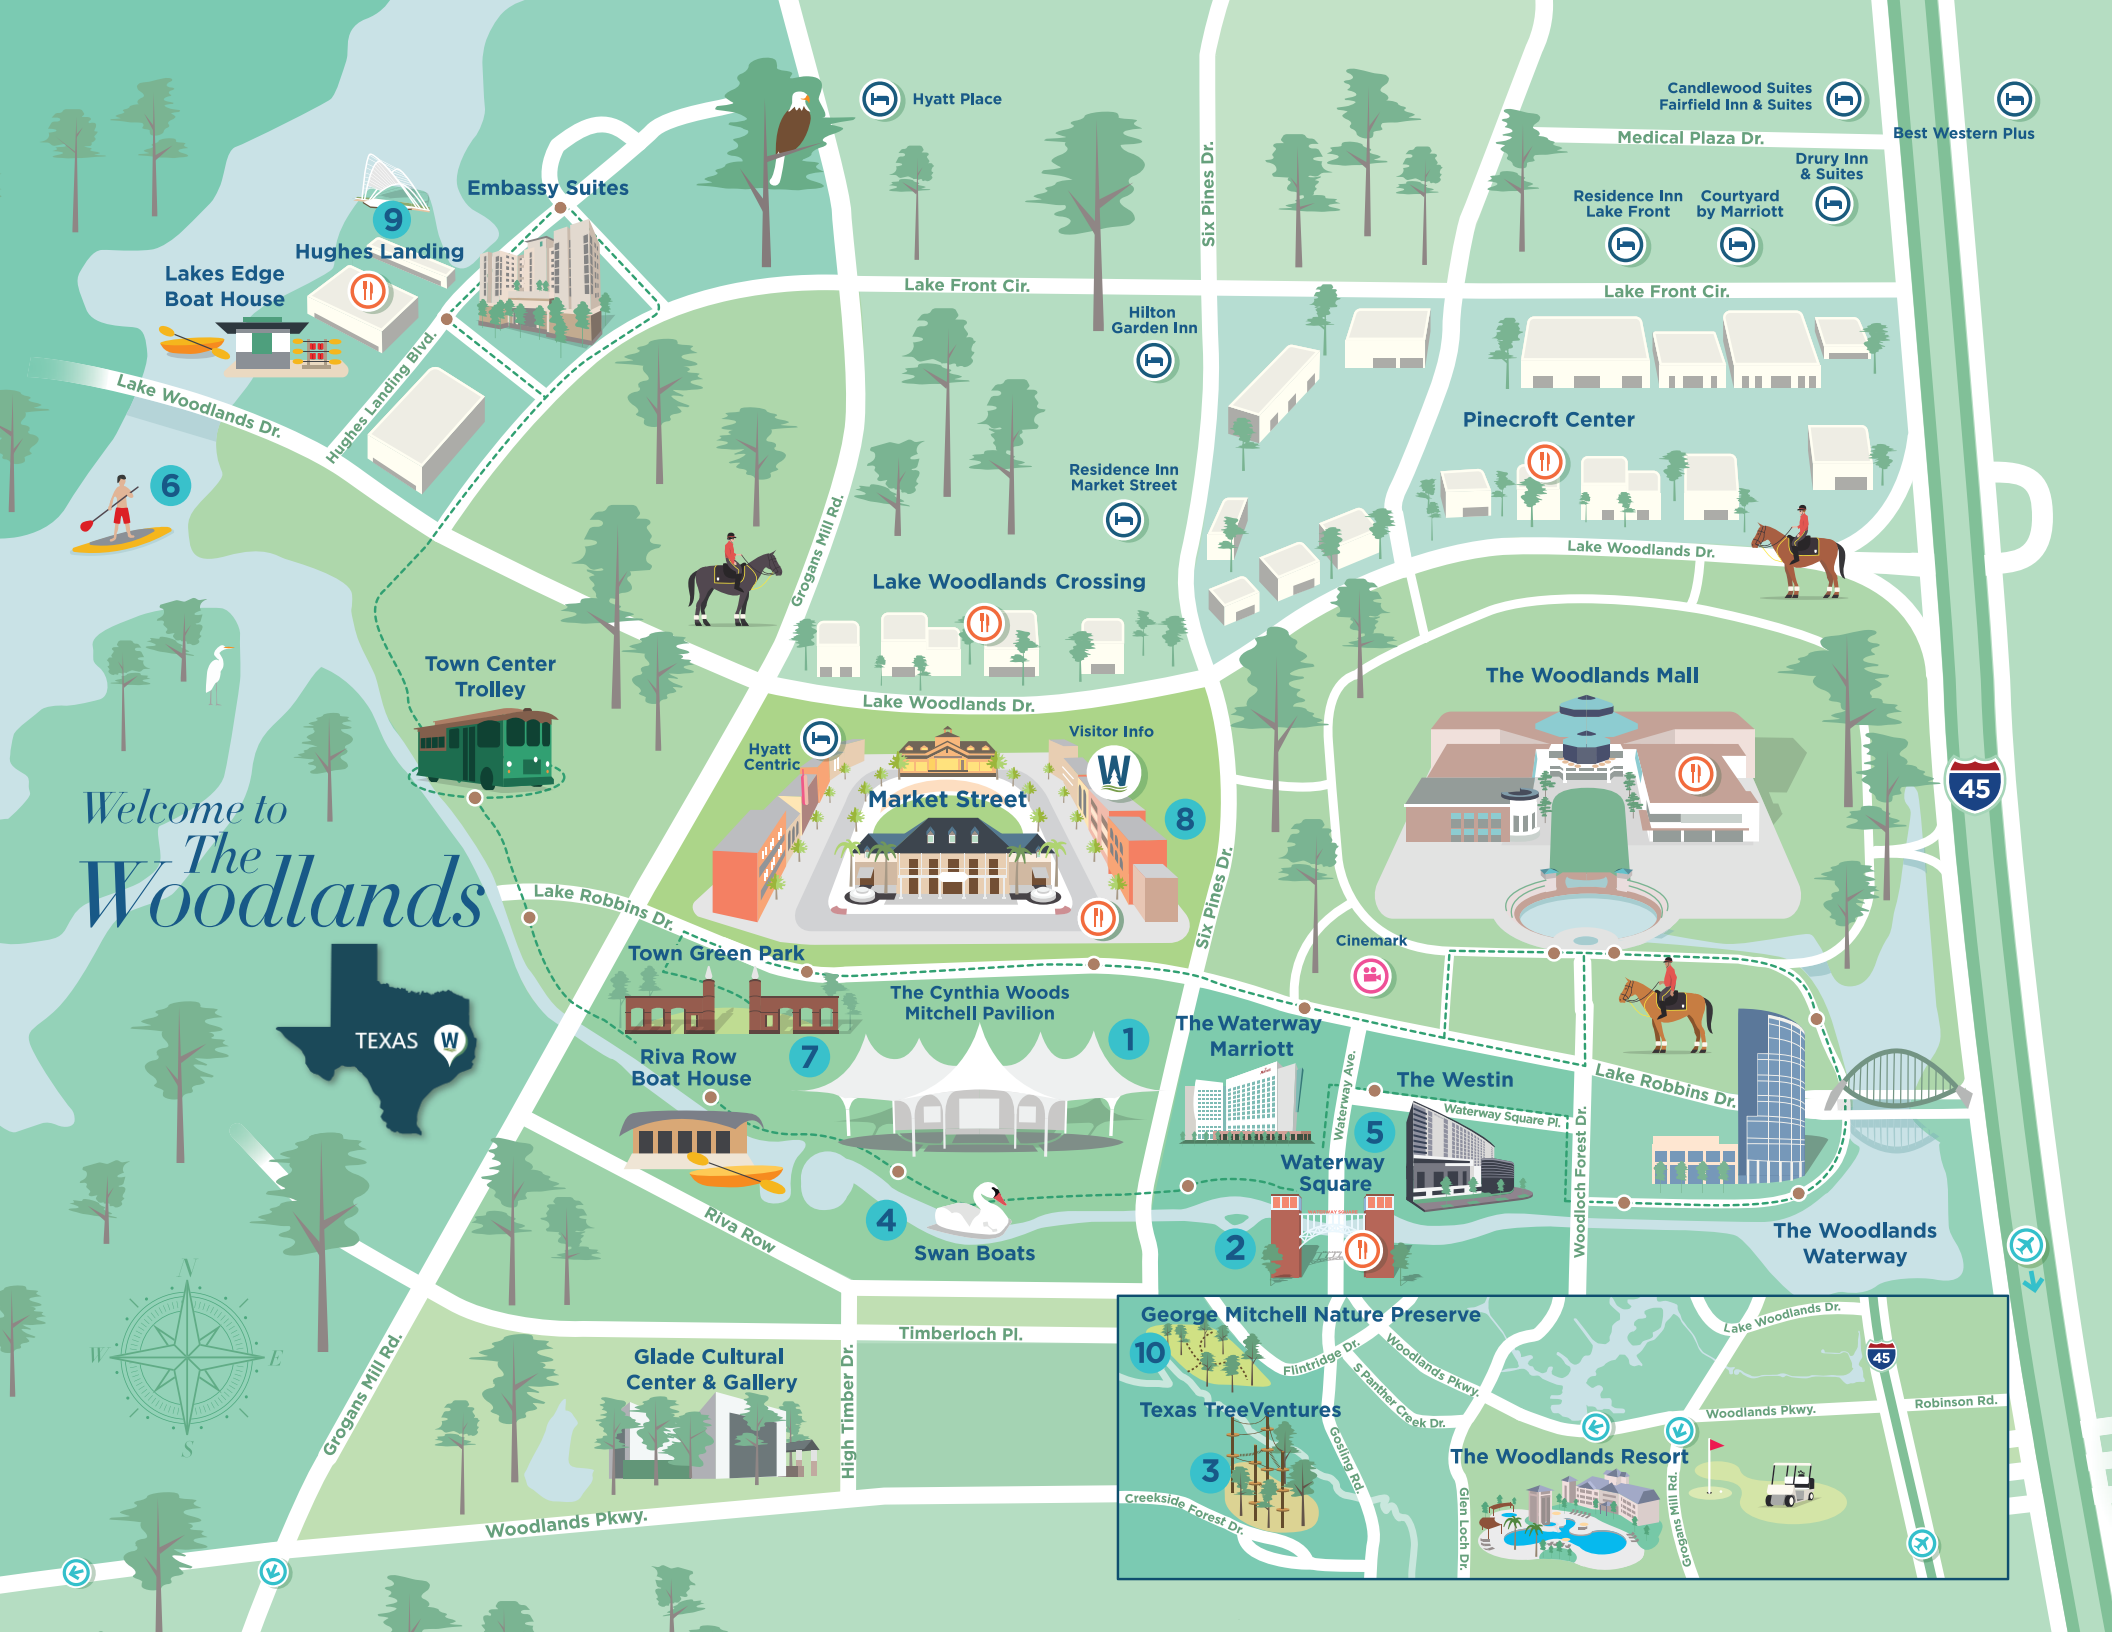 Hyatt Place
Candlewood Suites
Fairfield Inn & Suites
Best Western Plus
Medical Plaza Dr.
Drury Inn
& Suites
Residence Inn
Lake Front
Courtyard
by Marriott
Six Pines Dr.
Embassy Suites
9
Hughes Landing
Lakes Edge
Boat House
Lake Front Cir.
Lake Front Cir.
Hilton
Garden Inn
Hughes Landing Blvd.
Lake Woodlands Dr.
Pinecroft Center
6
Residence Inn
Market Street
Grogans Mill Rd.
Lake Woodlands Dr.
Lake Woodlands Crossing
Town Center
Trolley
The Woodlands Mall
Lake Woodlands Dr.
Hyatt
Centric
Visitor Info
W
Market Street
8
45
Welcome to
The
Woodlands
Lake Robbins Dr.
Six Pines Dr.
Cinemark
Town Green Park
The Cynthia Woods
Mitchell Pavilion
TEXAS
W
1
7
The Waterway
Marriott
Marriott
Riva Row
Boat House
Waterway Ave.
The Westin
Lake Robbins Dr.
Waterway Square Pl.
5
Woodloch Forest Dr.
Waterway
Square
WATERWAY SQUARE
Riva Row
4
Swan Boats
2
The Woodlands
Waterway
N
W
E
S
Timberloch Pl.
Grogans Mill Rd.
Glade Cultural
Center & Gallery
High Timber Dr.
Woodlands Pkwy.
George Mitchell Nature Preserve
10
Flintridge Dr.
Woodlands Pkwy.
S Panther Creek Dr.
Lake Woodlands Dr.
45
Robinson Rd.
Woodlands Pkwy.
Texas TreeVentures
3
Gosling Rd.
Creekside Forest Dr.
The Woodlands Resort
Glen Loch Dr.
Grogans Mill Rd.